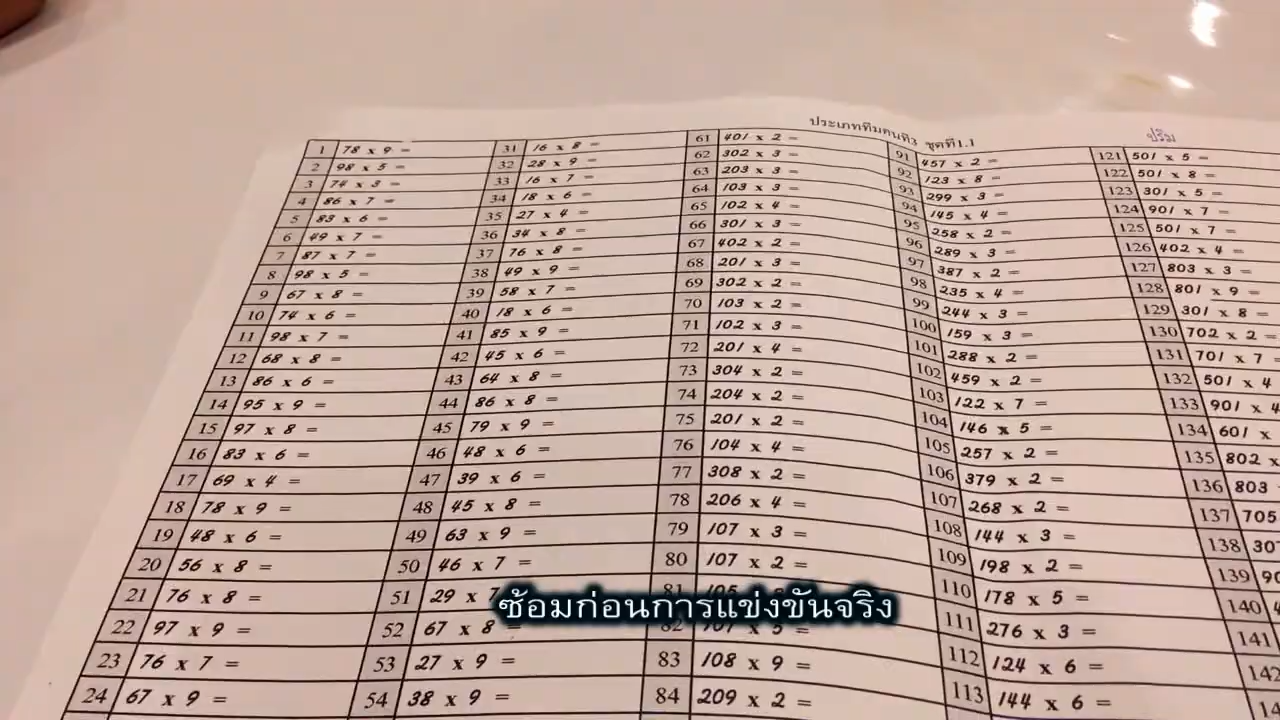 ประเภททีมคนที่3 ชุดที่1.1
ปริม
1 78 x 9 =
2 98 x 5 =
3 74 x 3 =
4 86 x 7 =
5 83 x 6 =
6 49 x 7 =
7 87 x 7 =
8 98 x 5 =
9 67 x 8 =
10 74 x 6 =
11 98 x 7 =
12 68 x 8 =
13 86 x 6 =
14 95 x 9 =
15 97 x 8 =
16 83 x 6 =
17 69 x 4 =
18 78 x 9 =
19 48 x 6 =
20 56 x 8 =
21 76 x 8 =
22 97 x 9 =
23 76 x 7 =
24 67 x 9 =
31 16 x 8 =
32 28 x 9 =
33 16 x 7 =
34 18 x 6 =
35 27 x 4 =
36 34 x 8 =
37 76 x 8 =
38 49 x 9 =
39 58 x 7 =
40 18 x 6 =
41 85 x 9 =
42 45 x 6 =
43 64 x 8 =
44 86 x 8 =
45 79 x 9 =
46 48 x 6 =
47 39 x 6 =
48 45 x 8 =
49 63 x 9 =
50 46 x 7 =
51 29 x 7
52 67 x 8 =
53 27 x 9 =
54 38 x 9 =
61 401 x 2 =
62 302 x 3 =
63 203 x 3 =
64 103 x 3 =
65 102 x 4 =
66 301 x 3 =
67 402 x 2 =
68 201 x 3 =
69 302 x 2 =
70 103 x 2 =
71 102 x 3 =
72 201 x 4 =
73 304 x 2 =
74 204 x 2 =
75 201 x 2 =
76 104 x 4 =
77 308 x 2 =
78 206 x 4 =
79 107 x 3 =
80 107 x 2 =
81
82
83 108 x 9 =
84 209 x 2 =
91 457 x 2 =
92 123 x 8 =
93 299 x 3 =
94 145 x 4 =
95 258 x 2 =
96 289 x 3 =
97 387 x 2 =
98 235 x 4 =
99 244 x 3 =
100 159 x 3 =
101 288 x 2 =
102 459 x 2 =
103 122 x 7 =
104 146 x 5 =
105 257 x 2 =
106 379 x 2 =
107 268 x 2 =
108 144 x 3 =
109 198 x 2 =
110 178 x 5 =
111 276 x 3 =
112 124 x 6 =
113 144 x 6 =
121 501 x 5 =
122 501 x 8 =
123 301 x 5 =
124 901 x 7 =
125 501 x 7 =
126 402 x 4 =
127 803 x 3 =
128 801 x 9 =
129 301 x 8 =
130 702 x 2 =
131 701 x 7 =
132 501 x 4
133 901 x 4
134 601 x
135 802 x
136 803
137 705
138 30
139 90
140
141
142
ซ้อมก่อนการแข่งขันจริง